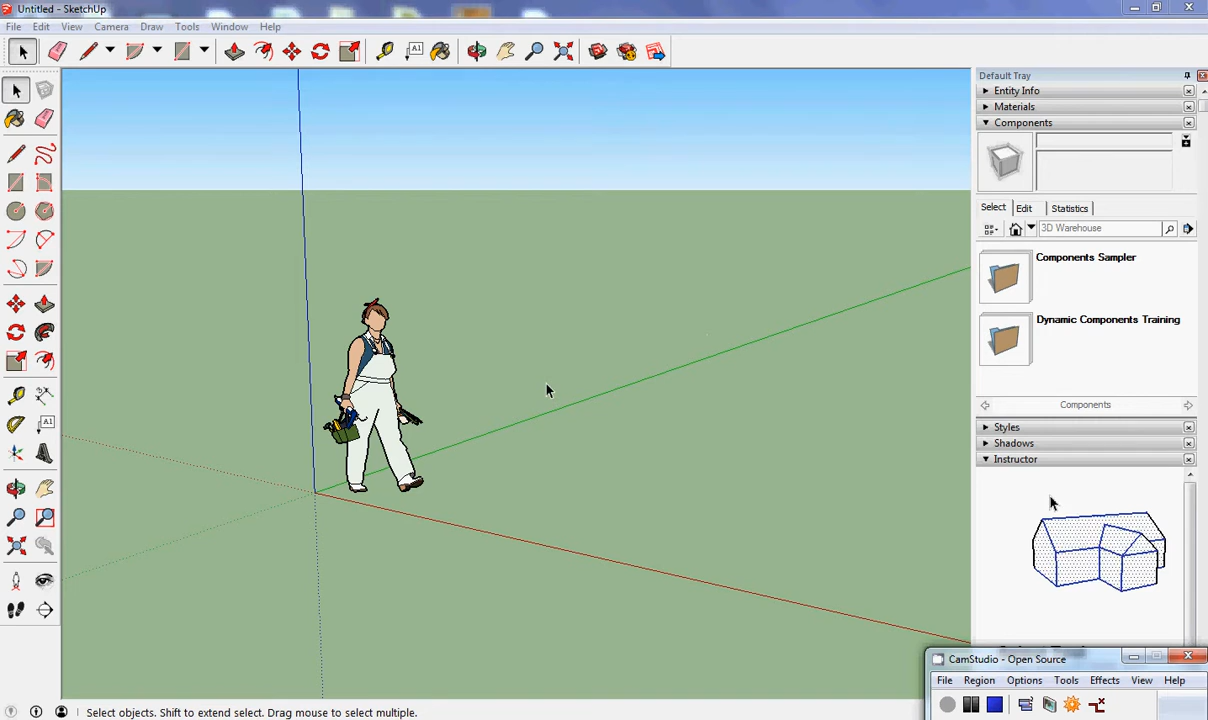 Untitled - SketchUp
File Edit View Camera Draw Tools Window Help
A1
Default Tray
Entity Info
Materials
Components
Select Edit Statistics
3D Warehouse
Components Sampler
Dynamic Components Training
Components
Styles
Shadows
Instructor
A1
CamStudio - Open Source
File Region Options Tools Effects View Help
Select objects. Shift to extend select. Drag mouse to select multiple.